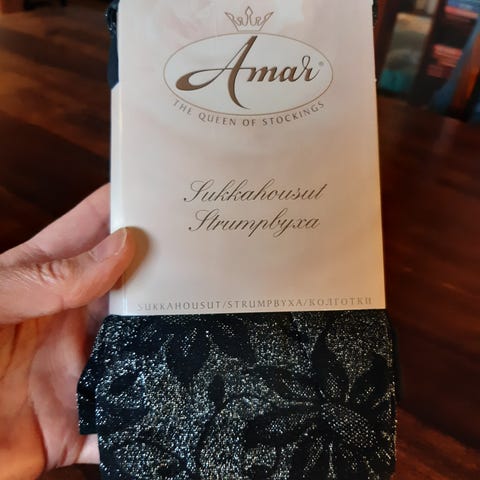 Amar®
THE QUEEN OF STOCKINGS
Sukkahousut
Strumpbyxa
SUKKAHOUSUT/STRUMPBYXA/КОЛГОТКИ